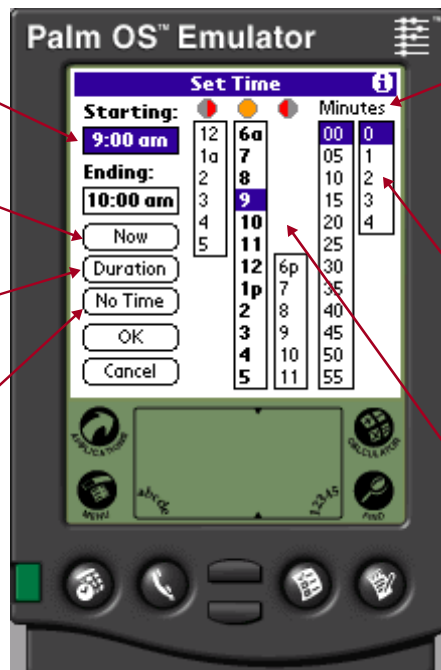 Palm OS™ Emulator
Set Time
i
Starting:
9:00 am
Ending:
10:00 am
Now
Duration
No Time
OK
Cancel
12
1a
2
3
4
5
6a
7
8
9
10
11
12
1p
2
3
4
5
6p
7
8
9
10
11
Minutes
00
05
10
15
20
25
30
35
40
45
50
55
0
1
2
3
4
APPLICATIONS
MENU
abcde
12345
CALCULATOR
FIND